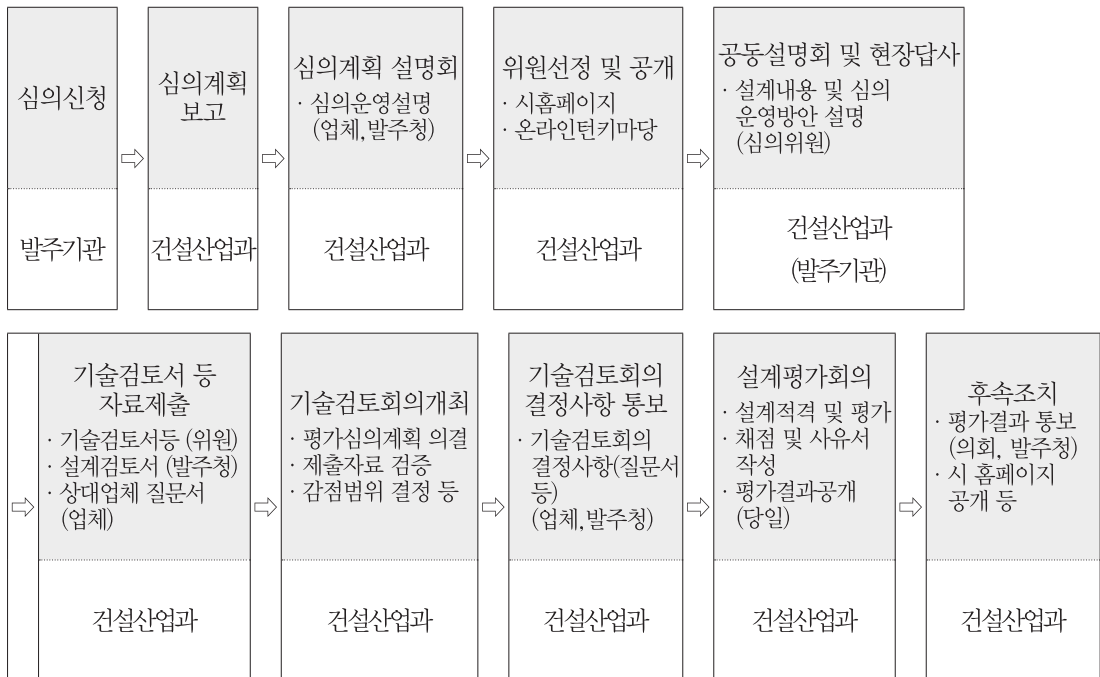 심의신청
발주기관
심의계획
보고
건설산업과
심의계획 설명회
· 심의운영설명
(업체,발주청)
건설산업과
위원선정 및 공개
· 시홈페이지
· 온라인턴키마당
건설산업과
공동설명회 및 현장답사
· 설계내용 및 심의
운영방안 설명
(심의위원)
건설산업과
(발주기관)
기술검토서 등
자료제출
· 기술검토서등 (위원)
· 설계검토서 (발주청)
· 상대업체 질문서
(업체)
건설산업과
기술검토회의개최
· 평가심의계획 의결
· 제출자료 검증
· 감점범위 결정 등
건설산업과
기술검토회의
결정사항 통보
· 기술검토회의
결정사항(질문서
등)
(업체,발주청)
건설산업과
설계평가회의
· 설계적격 및 평가
· 채점 및 사유서
작성
· 평가결과공개
(당일)
건설산업과
후속조치
· 평가결과 통보
(의회, 발주청)
· 시 홈페이지
공개 등
건설산업과